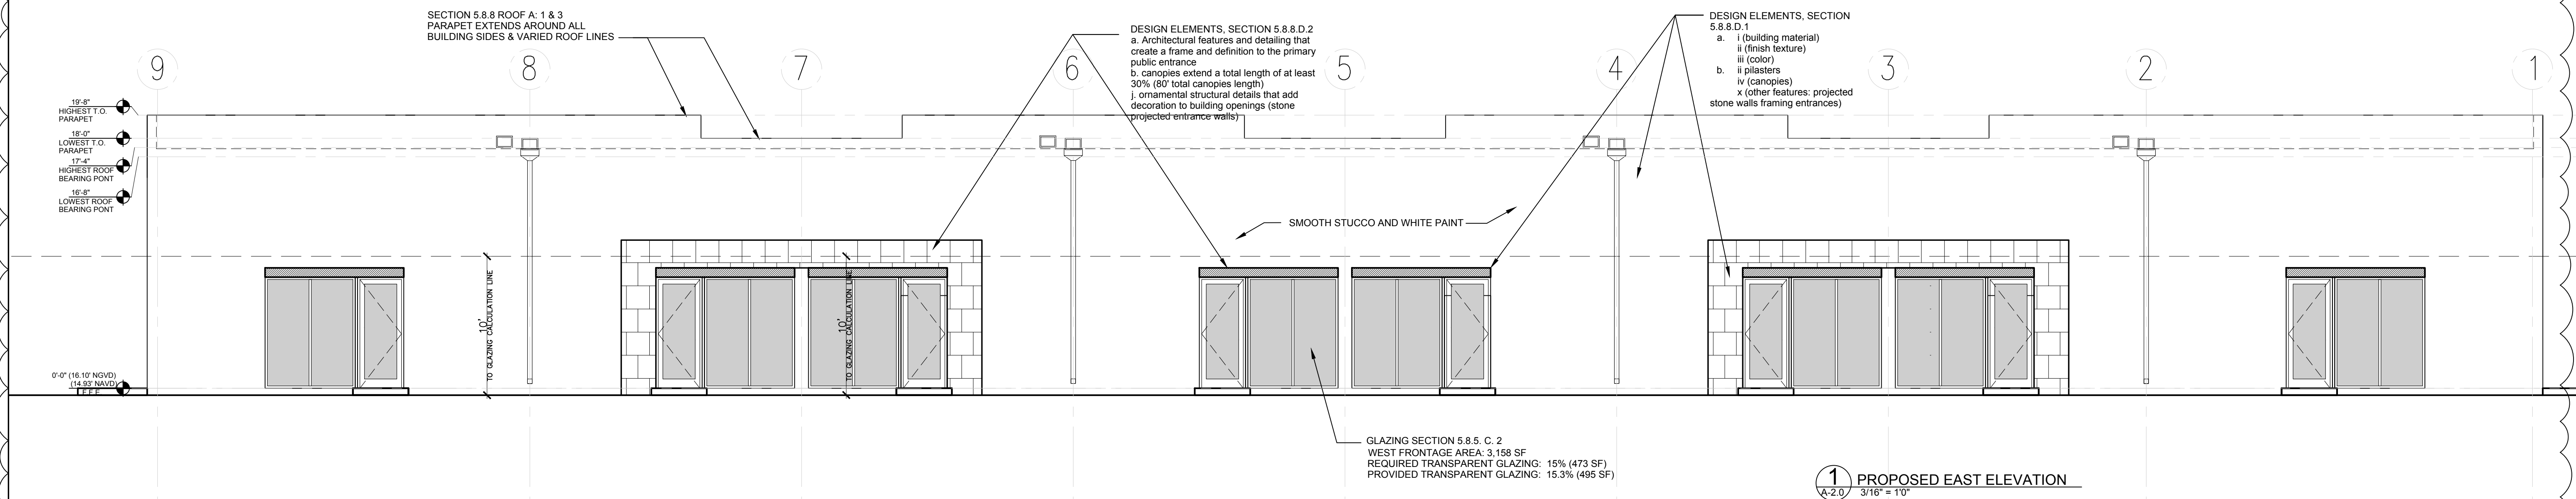 SECTION 5.8.8 ROOF A: 1 & 3
PARAPET EXTENDS AROUND ALL
BUILDING SIDES & VARIED ROOF LINES
DESIGN ELEMENTS, SECTION 5.8.8.D.2
a. Architectural features and detailing that
create a frame and definition to the primary
public entrance
b. canopies extend a total length of at least
30% (80' total canopies length)
j. ornamental structural details that add
decoration to building openings (stone
projected entrance walls)
DESIGN ELEMENTS, SECTION
5.8.8.D.1
a. i (building material)
ii (finish texture)
iii (color)
b. ii pilasters
iv (canopies)
x (other features: projected
stone walls framing entrances)
9
8
7
6
5
4
3
2
1
19'-8"
HIGHEST T.O.
PARAPET
18'-0"
LOWEST T.O.
PARAPET
17'-4"
HIGHEST ROOF
BEARING PONT
16'-8"
LOWEST ROOF
BEARING PONT
SMOOTH STUCCO AND WHITE PAINT
10'
TO GLAZING CALCULATION LINE
10'
TO GLAZING CALCULATION LINE
0'-0" (16.10' NGVD)
(14.93' NAVD)
F.F.E.
GLAZING SECTION 5.8.5. C. 2
WEST FRONTAGE AREA: 3,158 SF
REQUIRED TRANSPARENT GLAZING: 15% (473 SF)
PROVIDED TRANSPARENT GLAZING: 15.3% (495 SF)
1
A-2.0
PROPOSED EAST ELEVATION
3/16" = 1'0"